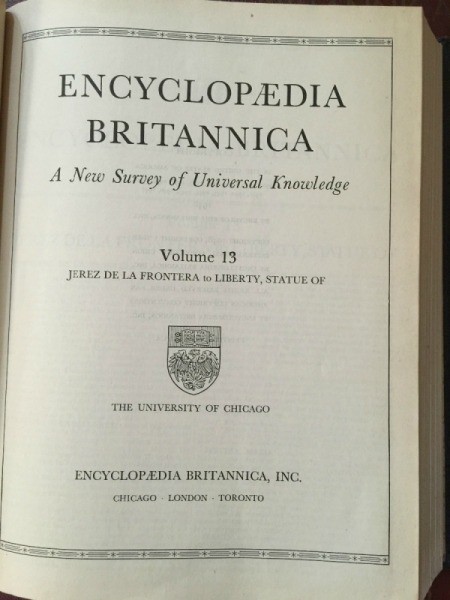 ENCYCLOPÆDIA
BRITANNICA
A New Survey of Universal Knowledge
Volume 13
JEREZ DE LA FRONTERA to LIBERTY, STATUE OF
THE UNIVERSITY OF CHICAGO
ENCYCLOPÆDIA BRITANNICA, INC.
CHICAGO · LONDON · TORONTO